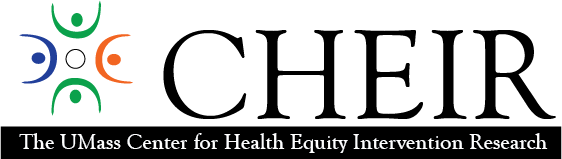 CHEIR
The UMass Center for Health Equity Intervention Research